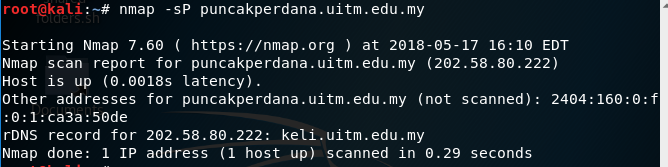 root@kali:~# nmap -sP puncakperdana.uitm.edu.my
folders.sh
Starting Nmap 7.60 ( https://nmap.org ) at 2018-05-17 16:10 EDT
Nmap scan report for puncakperdana.uitm.edu.my (202.58.80.222)
Host is up (0.0018s latency).
Other addresses for puncakperdana.uitm.edu.my (not scanned): 2404:160:0:f
:0:1:ca3a:50de
rDNS record for 202.58.80.222: keli.uitm.edu.my
Nmap done: 1 IP address (1 host up) scanned in 0.29 seconds